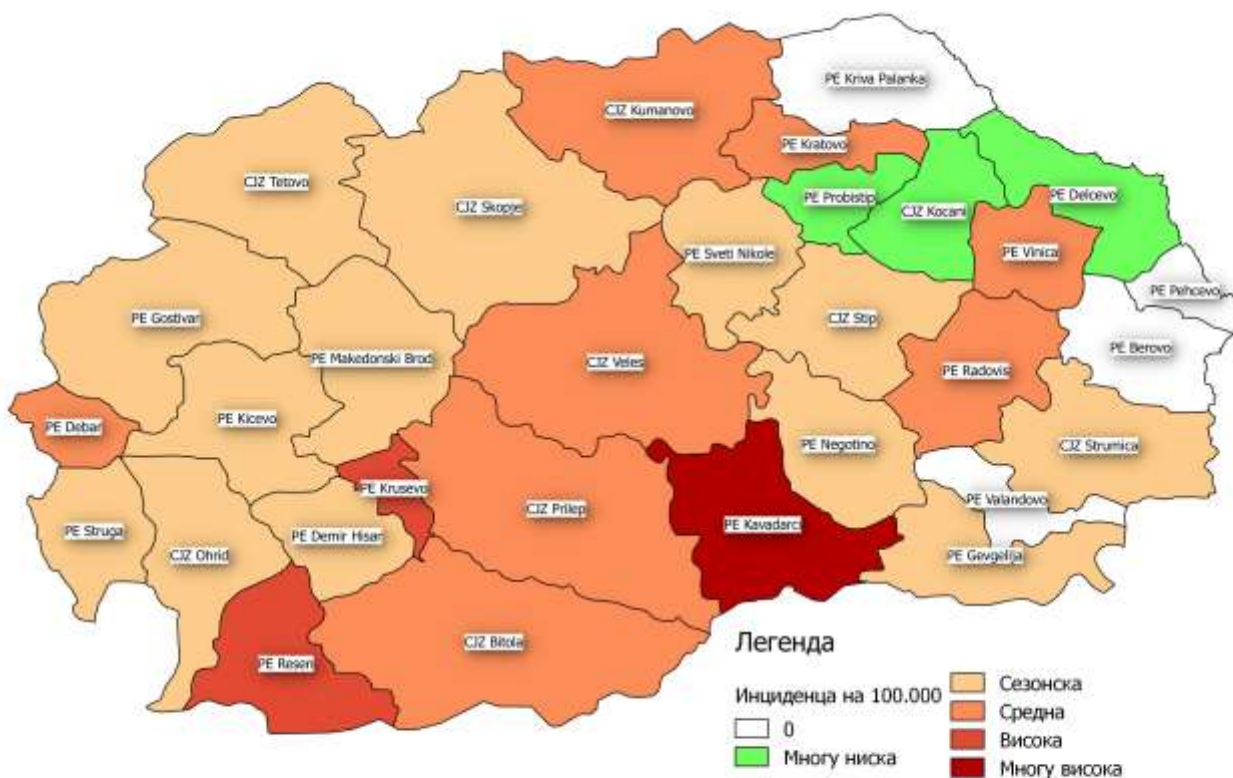 PE Kriva Palanka
CJZ Kumanovo
PE Kratovo
CJZ Tetovo
PE Probistip
PE Delcevo
CJZ Skopje
CJZ Kocani
PE Sveti Nikole
PE Vinica
PE Pehcevo
PE Gostivar
CJZ Stip
PE Makedonski Brod
CJZ Veles
PE Berovo
PE Radovis
PE Debar
PE Kicevo
PE Negotino
CJZ Strumica
PE Krusevo
PE Valandovo
CJZ Prilep
PE Kavadarci
PE Struga
PE Demir Hisar
CJZ Ohrid
PE Gevgelija
CJZ Bitola
PE Resen
Легенда
Инциденца на 100.000
0
Многу ниска
Сезонска
Средна
Висока
Многу висока